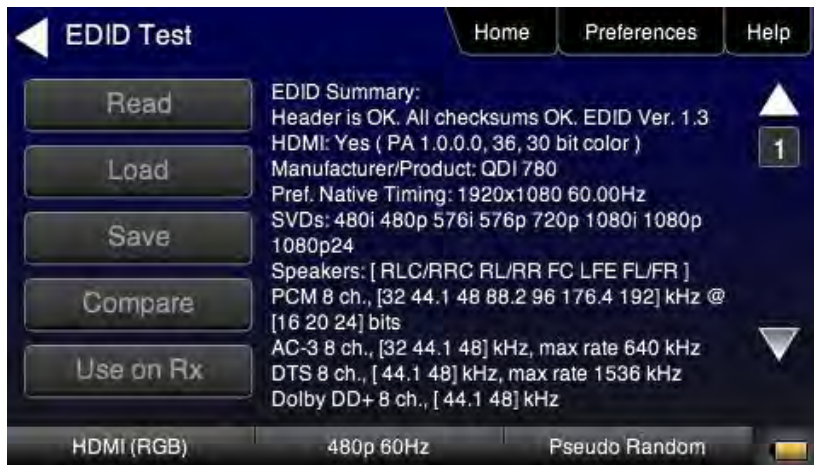 EDID Test
Home
Preferences
Help
Read
Load
Save
Compare
Use on Rx
EDID Summary:
Header is OK. All checksums OK. EDID Ver. 1.3
HDMI: Yes ( PA 1.0.0.0, 36, 30 bit color )
Manufacturer/Product: QDI 780
Pref. Native Timing: 1920x1080 60.00Hz
SVDs: 480i 480p 576i 576p 720p 1080i 1080p
1080p24
Speakers: [ RLC/RRC RL/RR FC LFE FL/FR ]
PCM 8 ch., [32 44.1 48 88.2 96 176.4 192] kHz @
[16 20 24] bits
AC-3 8 ch., [32 44.1 48] kHz, max rate 640 kHz
DTS 8 ch., [ 44.1 48] kHz, max rate 1536 kHz
Dolby DD+ 8 ch., [ 44.1 48] kHz
1
HDMI (RGB)
480p 60Hz
Pseudo Random